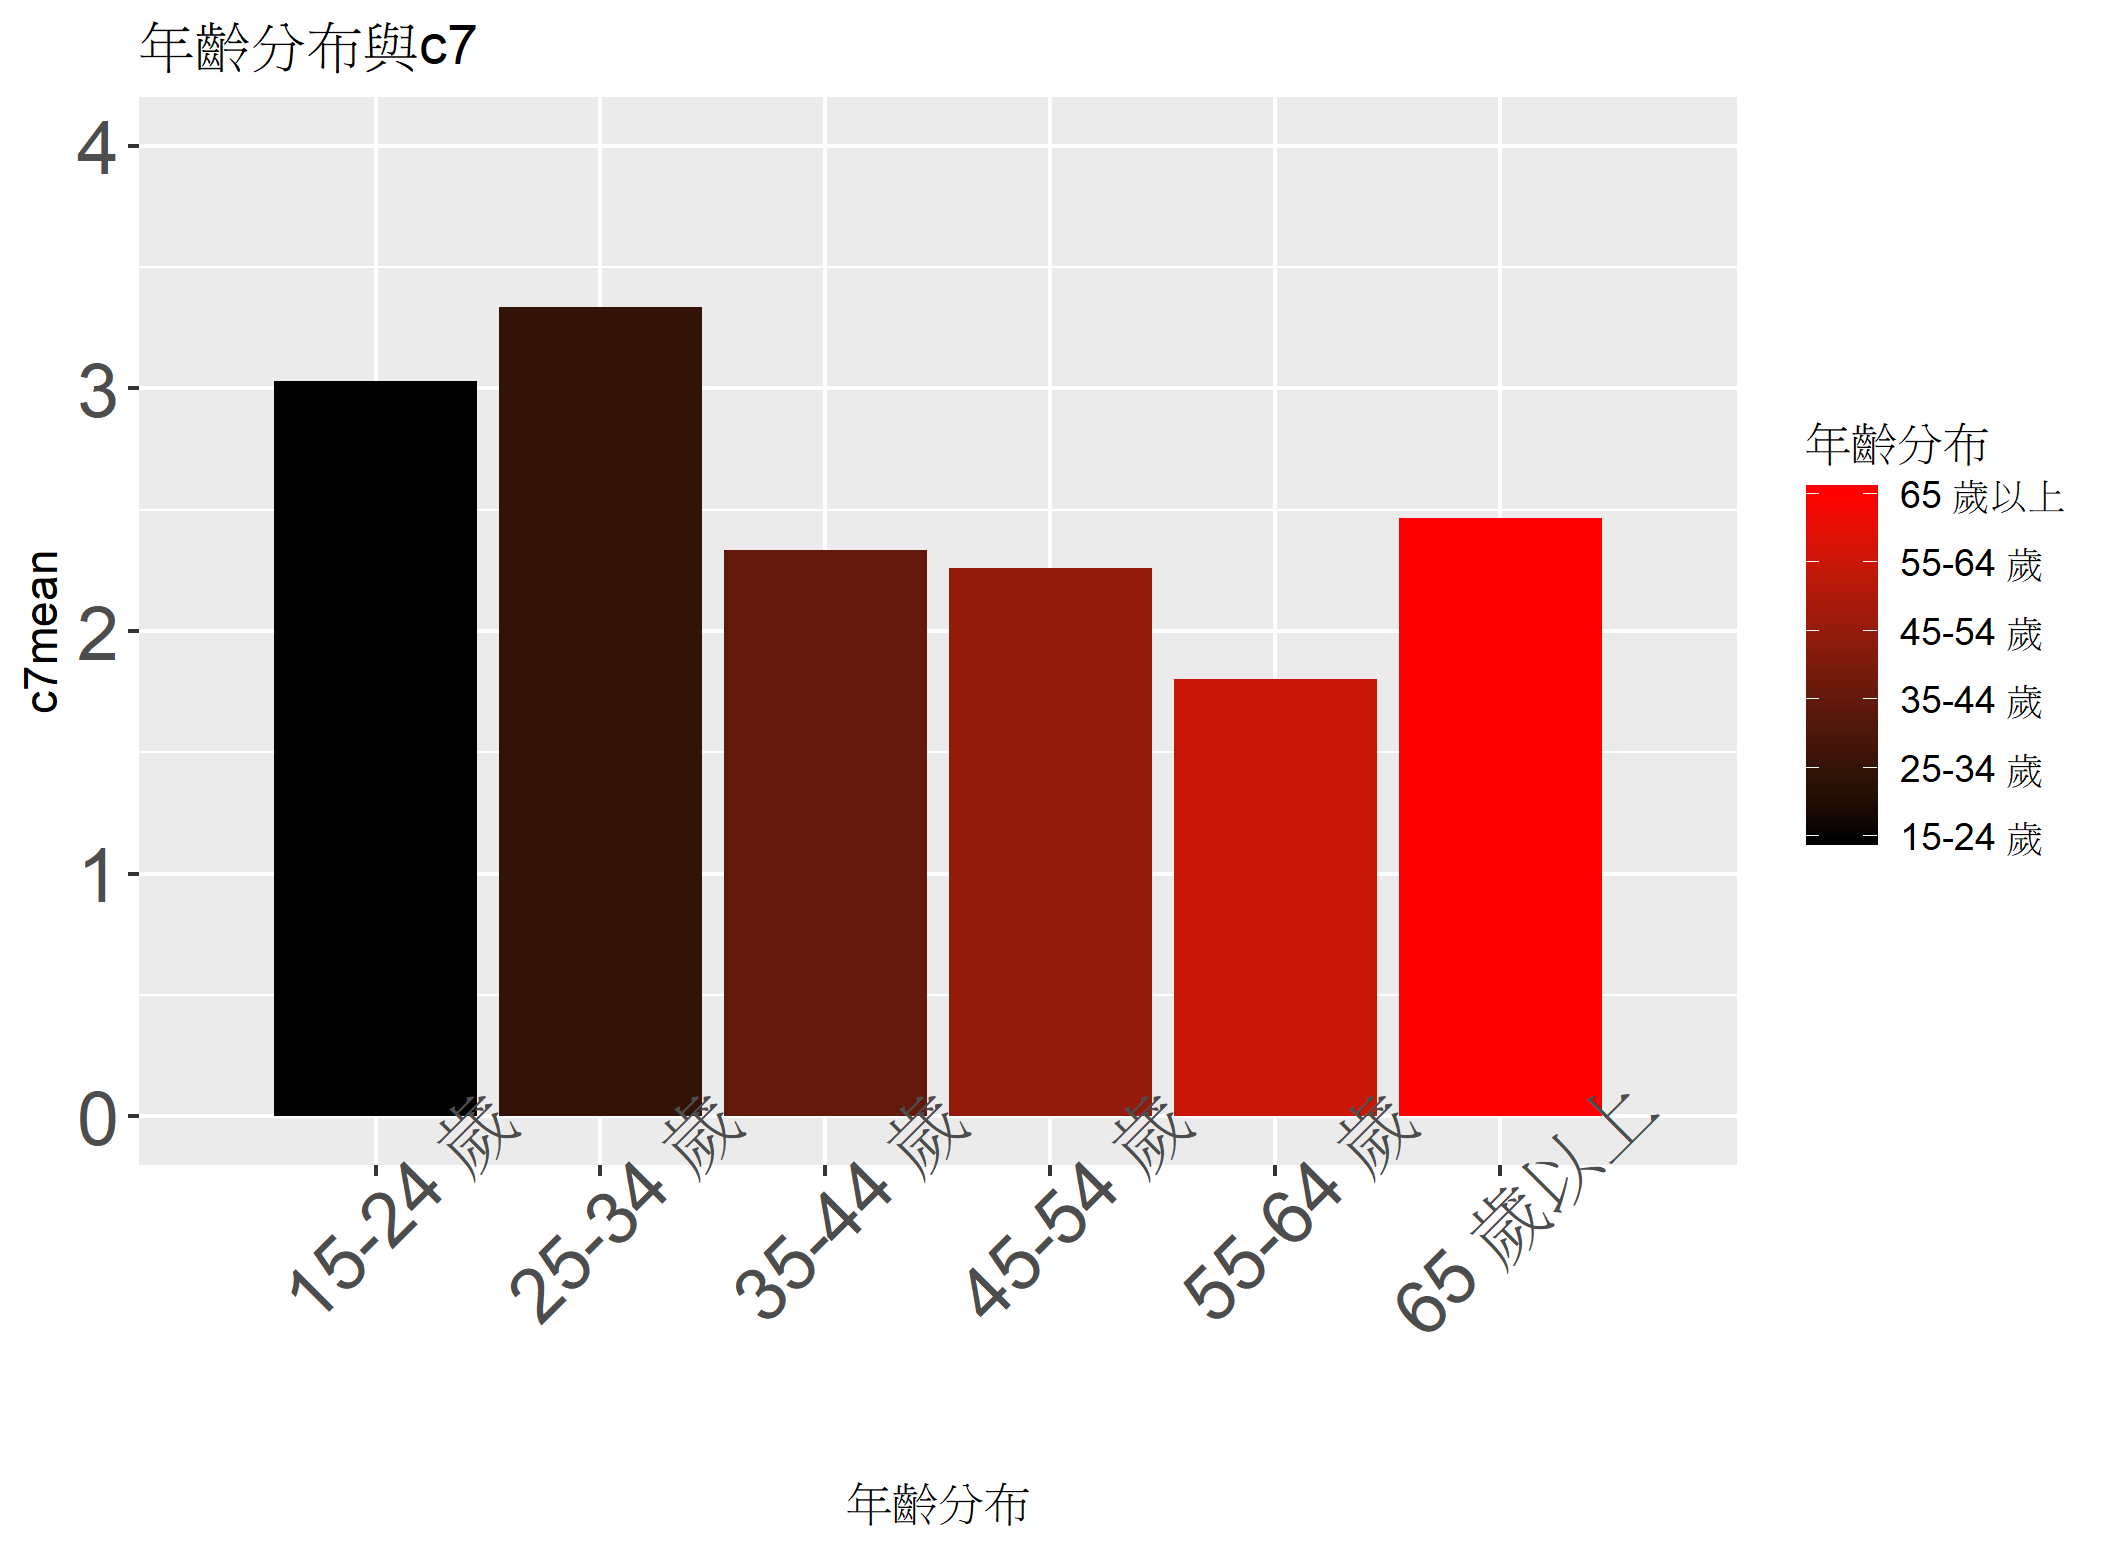 年齡分布與c7
4
3
2
1
0
c7mean
15-24 歲
25-34 歲
35-44 歲
45-54 歲
55-64 歲
65 歲以上
年齡分布
年齡分布
65 歲以上
55-64 歲
45-54 歲
35-44 歲
25-34 歲
15-24 歲